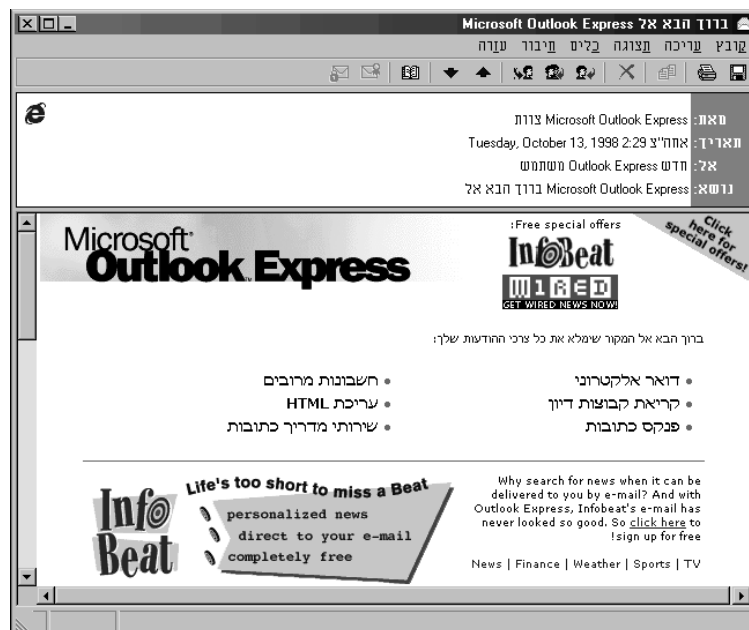 ברוך הבא אל Microsoft Outlook Express
קובץ עריכה תצוגה כלים חיבור עזרה
מאת: צוות Microsoft Outlook Express
תאריך: Tuesday, October 13, 1998 2:29 אחה"צ
אל: משתמש Outlook Express חדש
נושא: ברוך הבא אל Microsoft Outlook Express
Microsoft
Outlook Express
:Free special offers
InfoBeat
WIRED
GET WIRED NEWS NOW!
Click
here for
special offers!
ברוך הבא אל המקור שימלא את כל צרכי ההודעות שלך:
• דואר אלקטרוני
• קריאת קבוצות דיון
• פנקס כתובות
• חשבונות מרובים
• עריכת HTML
• שירותי מדריך כתובות
Why search for news when it can be
delivered to you by e-mail? And with
Outlook Express, Infobeat's e-mail has
never looked so good. So click here to
!sign up for free
News | Finance | Weather | Sports | TV
Info
Beat
Life's too short to miss a Beat
personalized news
direct to your e-mail
completely free